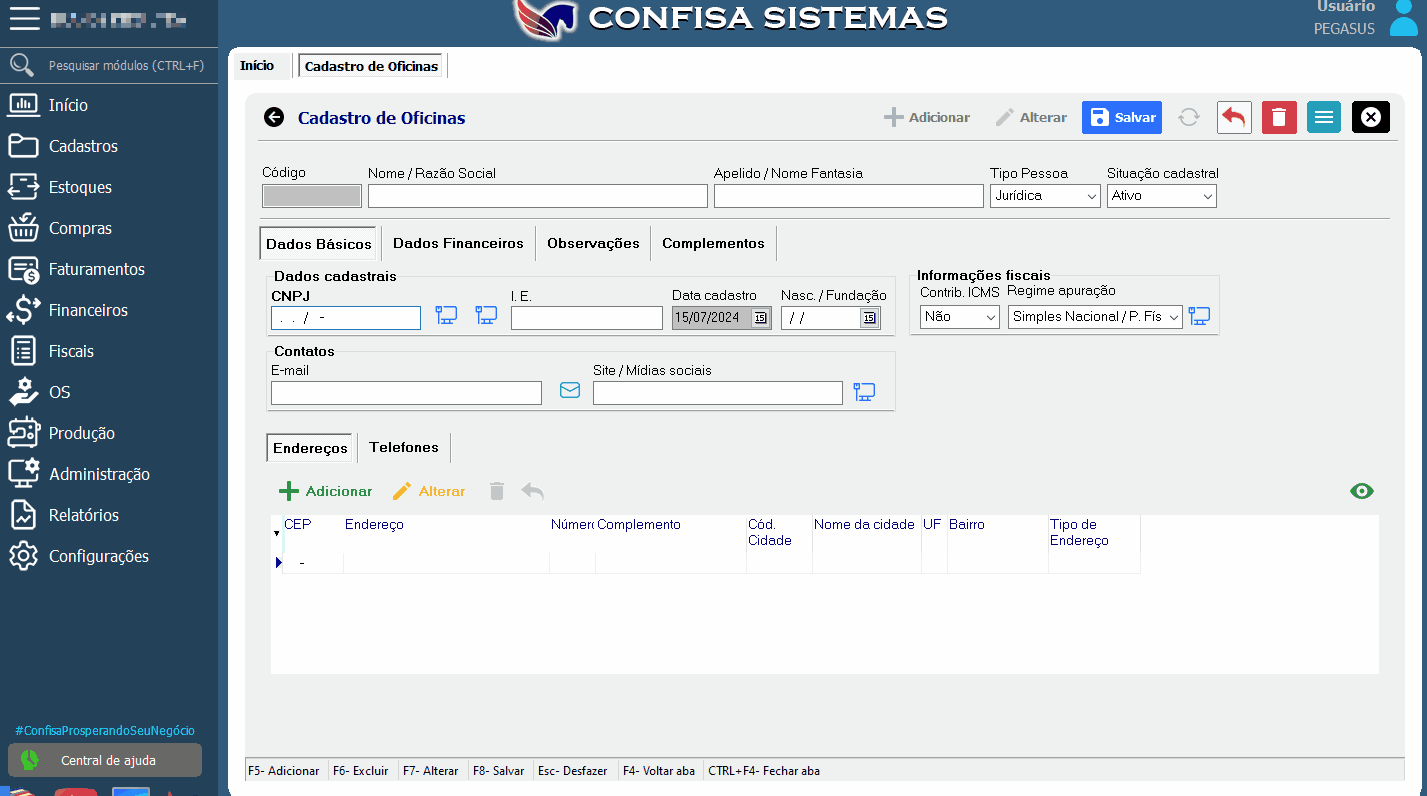 CONFISA SISTEMAS
Usuário
PEGASUS
Pesquisar módulos (CTRL+F)
Início
Cadastros
Estoques
Compras
Faturamentos
Financeiros
Fiscais
OS
Produção
Administração
Relatórios
Configurações
#ConfisaProsperandoSeuNegócio
Central de ajuda
Início
Cadastro de Oficinas
Cadastro de Oficinas
Adicionar
Alterar
Salvar
Código
Nome / Razão Social
Apelido / Nome Fantasia
Tipo Pessoa
Situação cadastral
Jurídica
Ativo
Dados Básicos
Dados Financeiros
Observações
Complementos
Dados cadastrais
CNPJ
I. E.
Data cadastro
Nasc. / Fundação
. . / -
15/07/2024
15
/ /
15
Informações fiscais
Contrib. ICMS
Regime apuração
Não
Simples Nacional / P. Fís
Contatos
E-mail
Site / Mídias sociais
Endereços
Telefones
Adicionar
Alterar
CEP
Endereço
Númer
Complemento
Cód. Cidade
Nome da cidade
UF
Bairro
Tipo de Endereço
-
F5- Adicionar
F6- Excluir
F7- Alterar
F8- Salvar
Esc- Desfazer
F4- Voltar aba
CTRL+F4- Fechar aba